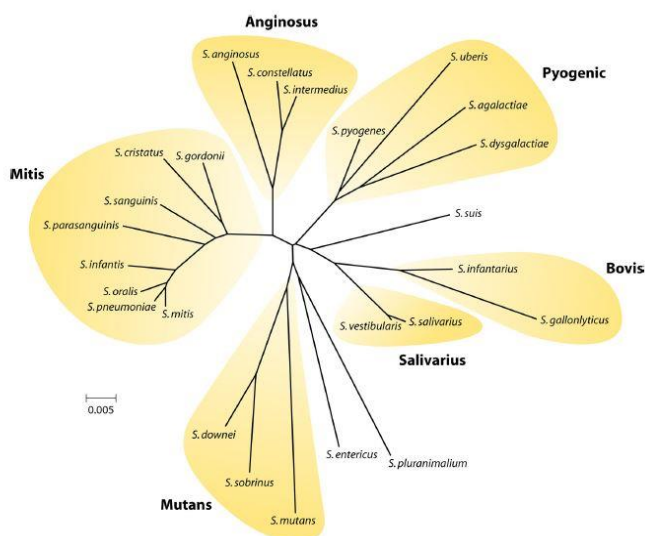 Anginosus
S. anginosus
S. constellatus
S. intermedius
S. uberis
Pyogenic
S. agalactiae
S. pyogenes
S. dysgalactiae
S. cristatus
S. gordonii
Mitis
S. sanguinis
S. parasanguinis
S. suis
S. infantis
S. oralis
S. pneumoniae
S. mitis
S. infantarius
Bovis
S. gallonlyticus
S. vestibularis
S. salivarius
Salivarius
0.005
S. downei
S. entericus
S. pluranimalium
S. sobrinus
Mutans
S. mutans